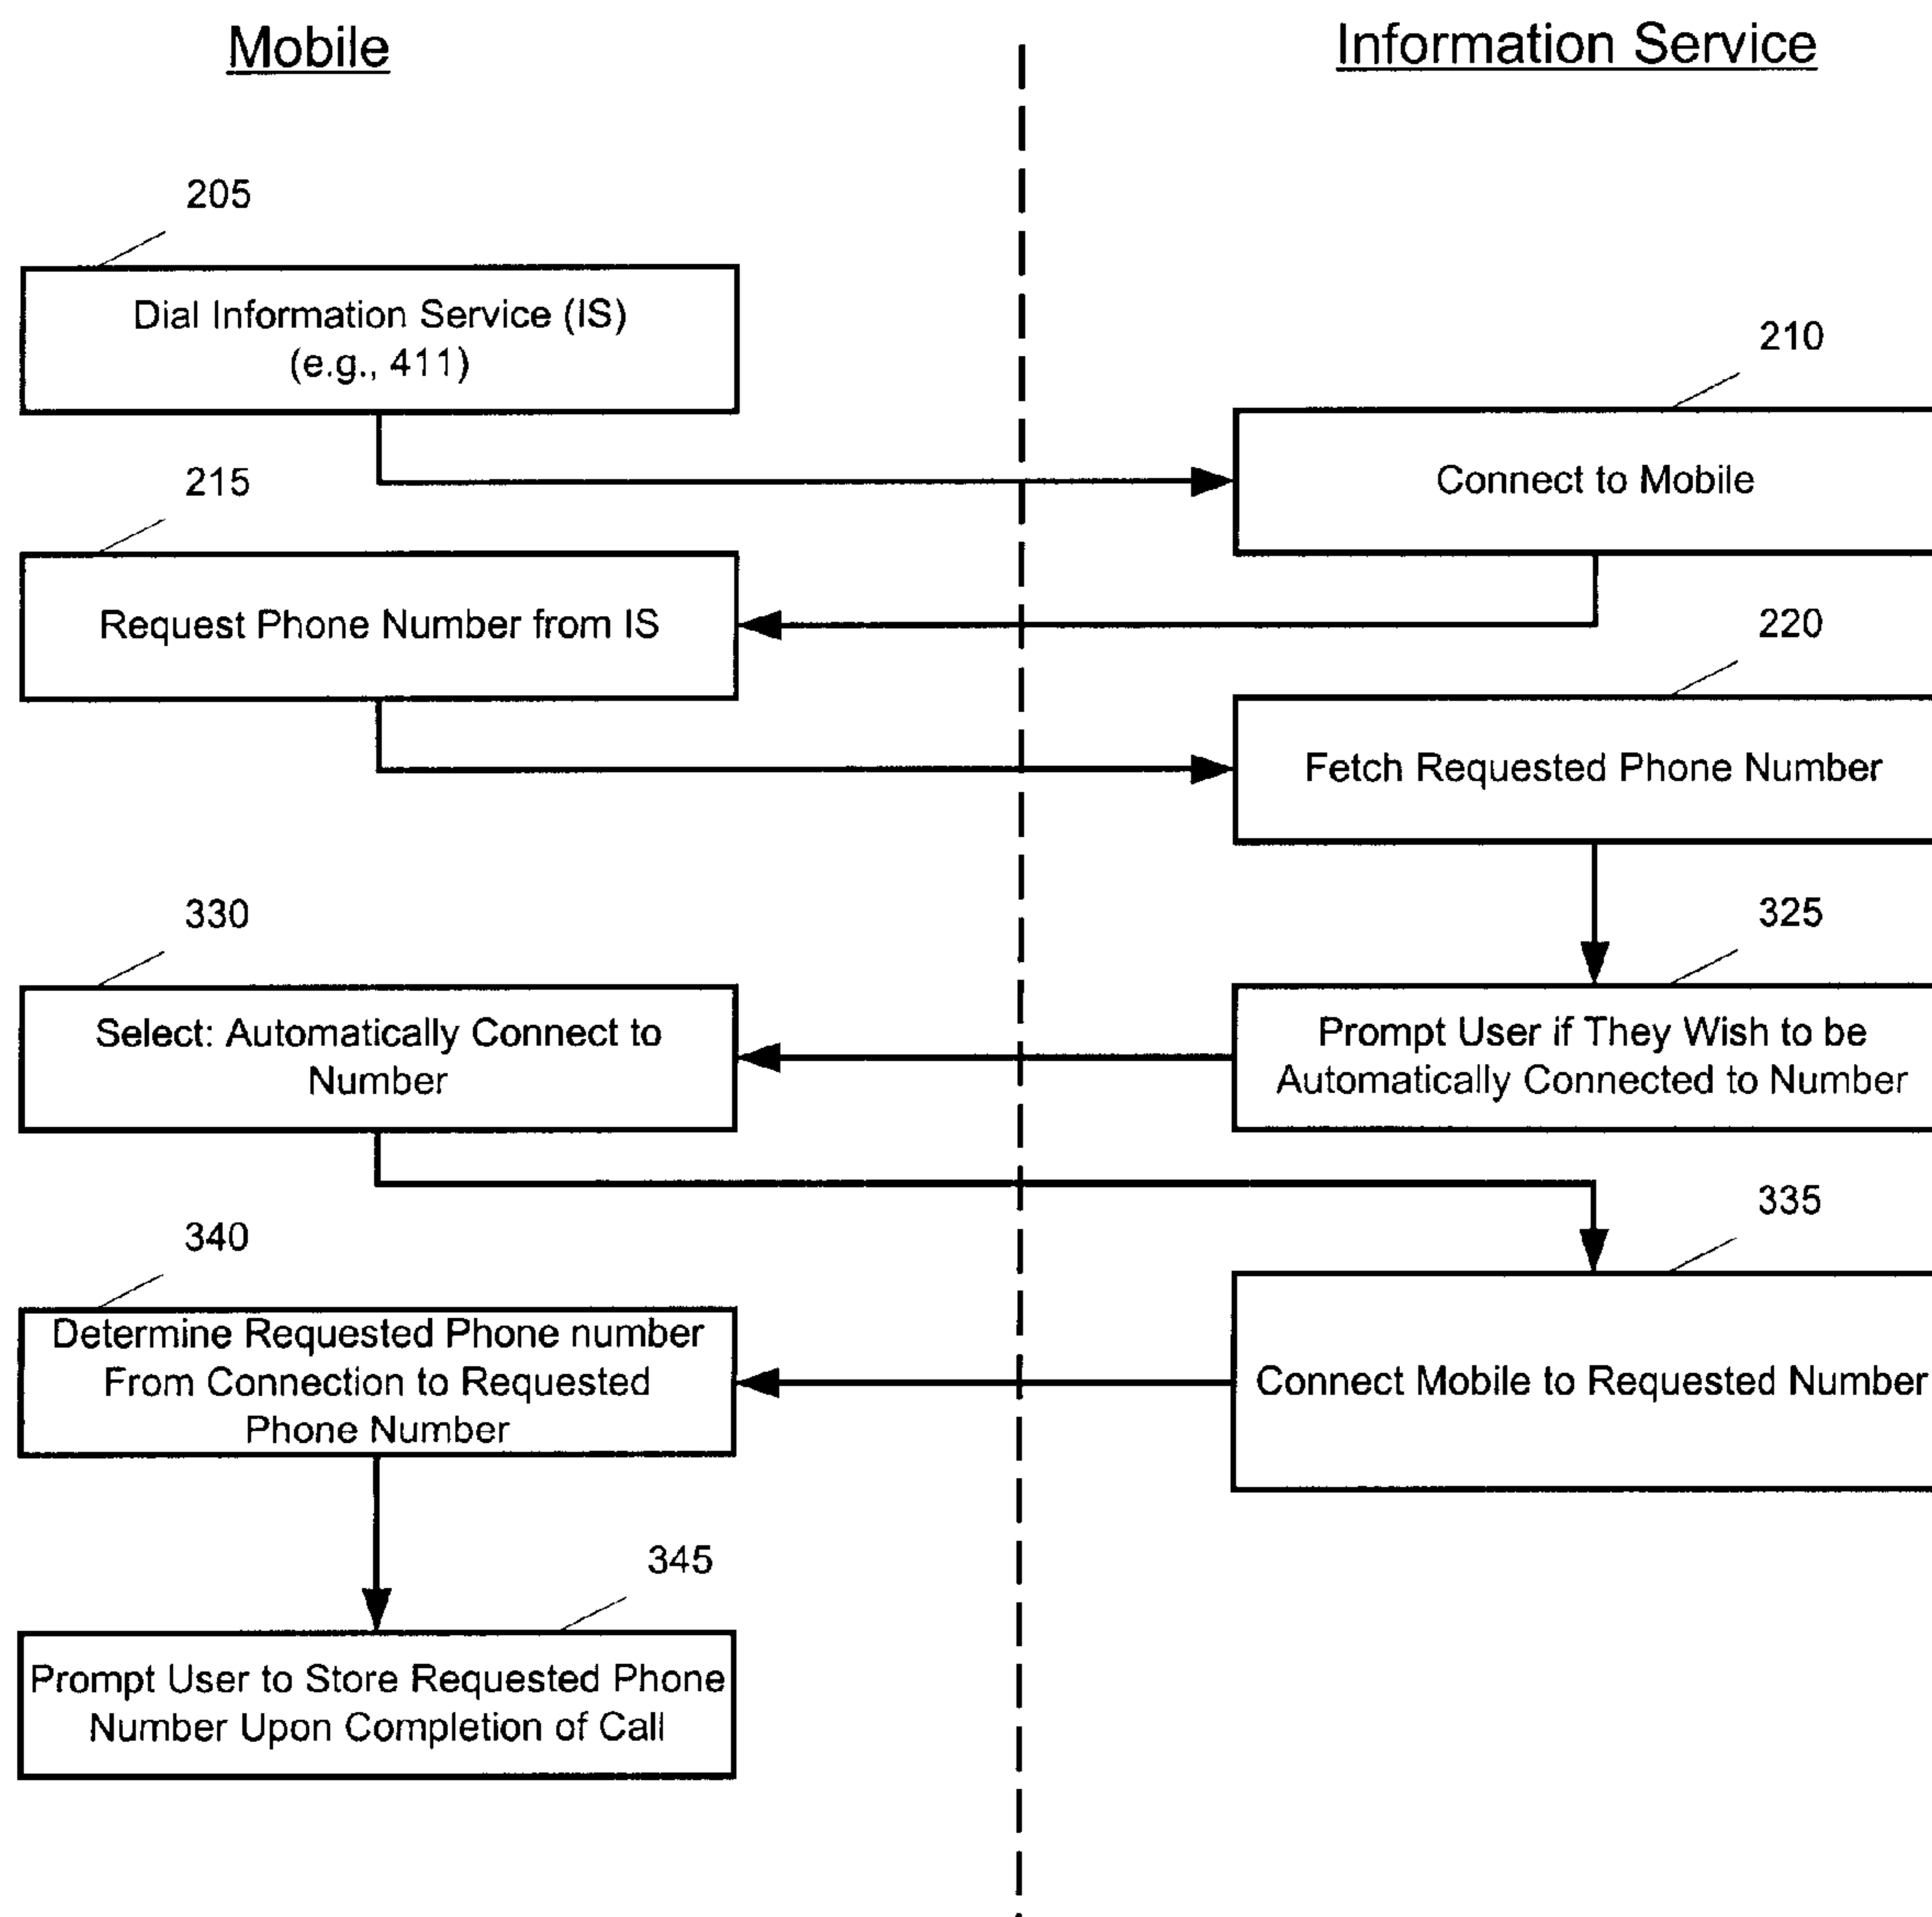 Mobile
Information Service
205
Dial Information Service (IS)
(e.g., 411)
210
Connect to Mobile
215
Request Phone Number from IS
220
Fetch Requested Phone Number
325
Prompt User if They Wish to be
Automatically Connected to Number
330
Select: Automatically Connect to
Number
335
Connect Mobile to Requested Number
340
Determine Requested Phone number
From Connection to Requested
Phone Number
345
Prompt User to Store Requested Phone
Number Upon Completion of Call